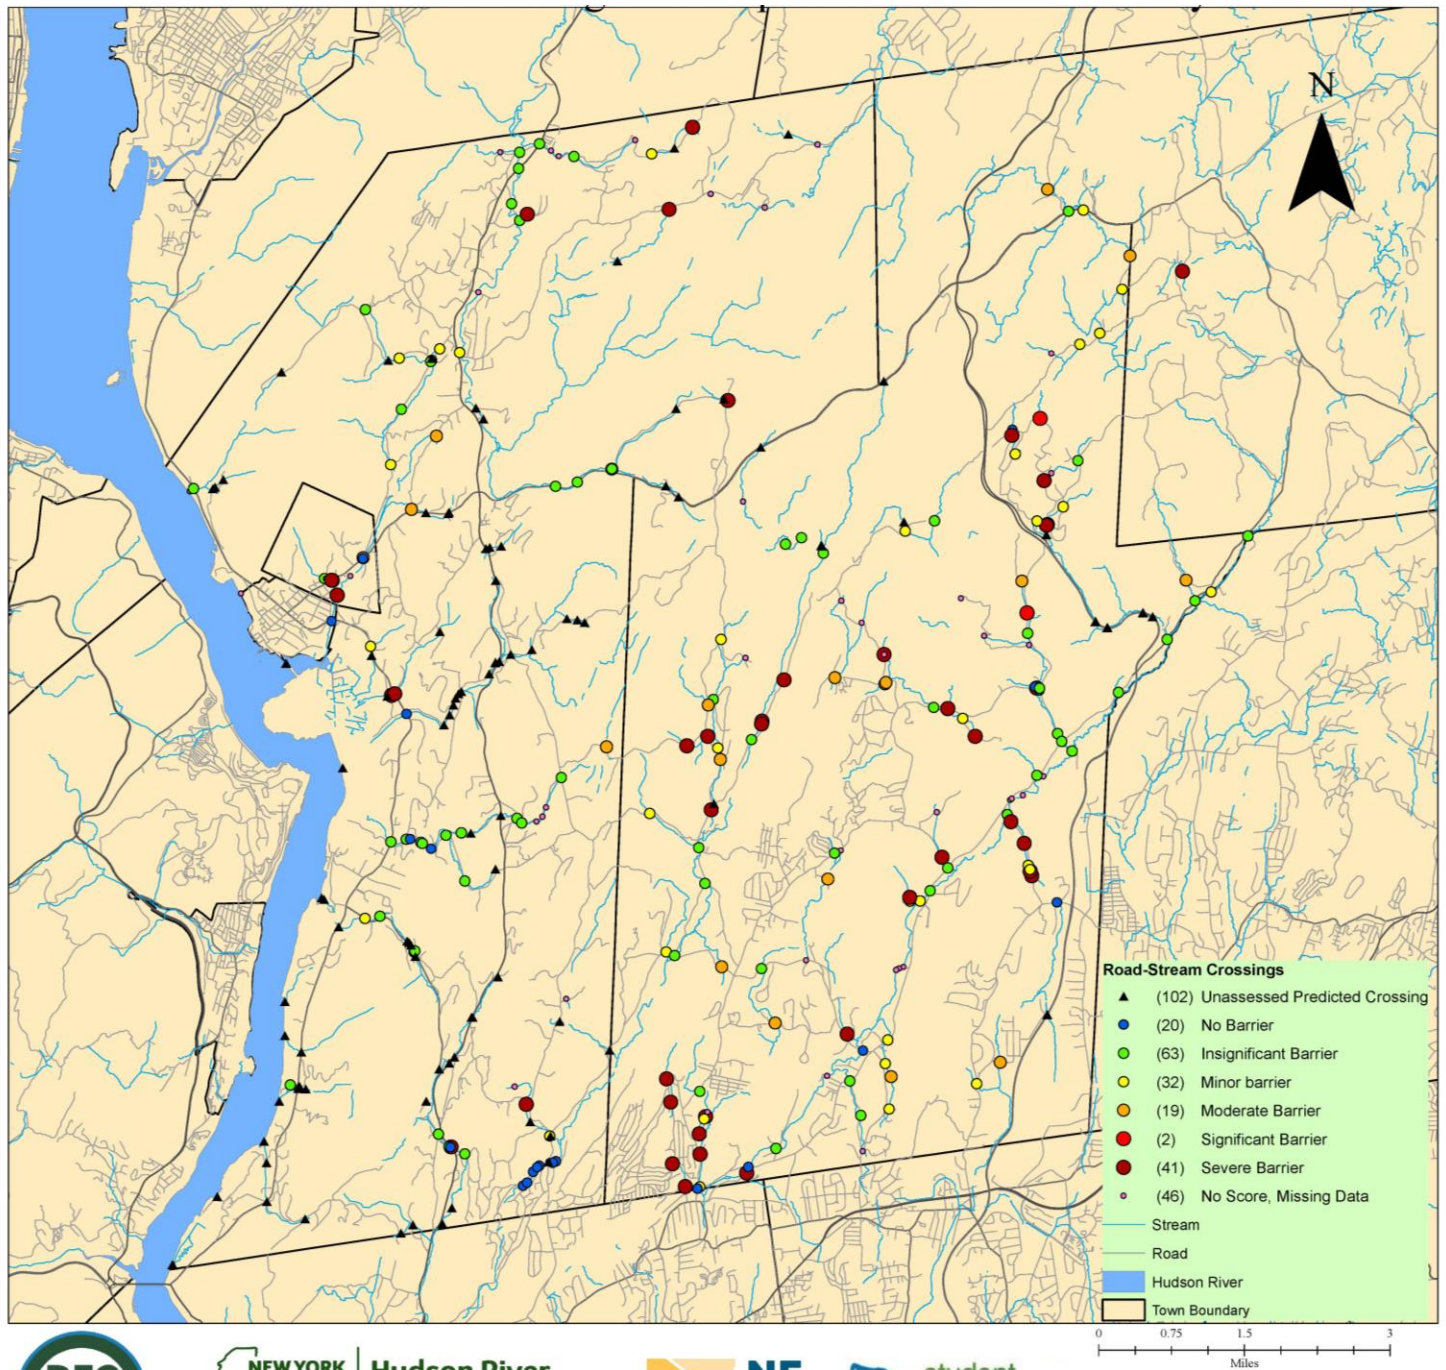 N
Road-Stream Crossings
(102) Unassessed Predicted Crossing
(20) No Barrier
(63) Insignificant Barrier
(32) Minor barrier
(19) Moderate Barrier
(2) Significant Barrier
(41) Severe Barrier
(46) No Score, Missing Data
Stream
Road
Hudson River
Town Boundary
0 0.75 1.5 3
Miles
NEW YORK
Hudson River
student